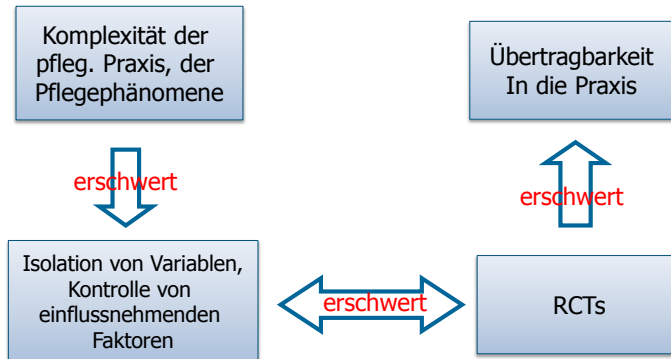 Komplexität der
pfleg. Praxis, der
Pflegephänomene
Übertragbarkeit
In die Praxis
erschwert
erschwert
Isolation von Variablen,
Kontrolle von
einflussnehmenden
Faktoren
erschwert
RCTs